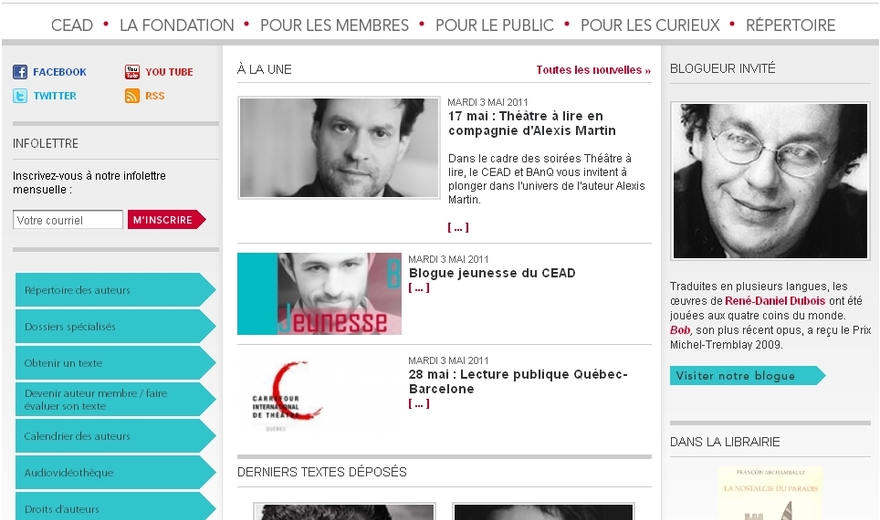 CEAD • LA FONDATION • POUR LES MEMBRES • POUR LE PUBLIC • POUR LES CURIEUX • RÉPERTOIRE
FACEBOOK
YOU TUBE
You
Tube
TWITTER
RSS
INFOLETTRE
Inscrivez-vous à notre infolettre
mensuelle :
Votre courriel
M'INSCRIRE
Répertoire des auteurs
Dossiers spécialisés
Obtenir un texte
Devenir auteur membre / faire
évaluer son texte
Calendrier des auteurs
Audiovidéothèque
Droits d'auteurs
À LA UNE
Toutes les nouvelles »
MARDI 3 MAI 2011
17 mai : Théâtre à lire en
compagnie d'Alexis Martin
Dans le cadre des soirées Théâtre à
lire, le CEAD et BAnQ vous invitent à
plonger dans l'univers de l'auteur Alexis
Martin.
[ ... ]
B
Jeunesse
MARDI 3 MAI 2011
Blogue jeunesse du CEAD
[ ... ]
CARREFOUR
INTERNATIONAL
DE THÉÂTRE
QUÉBEC
MARDI 3 MAI 2011
28 mai : Lecture publique Québec-
Barcelone
[ ... ]
DERNIERS TEXTES DÉPOSÉS
BLOGUEUR INVITÉ
Traduites en plusieurs langues, les
œuvres de René-Daniel Dubois ont été
jouées aux quatre coins du monde.
Bob, son plus récent opus, a reçu le Prix
Michel-Tremblay 2009.
Visiter notre blogue
DANS LA LIBRAIRIE
FRANÇOIS ARCHAMBAULT
LA NOSTALGIE DU PARADIS